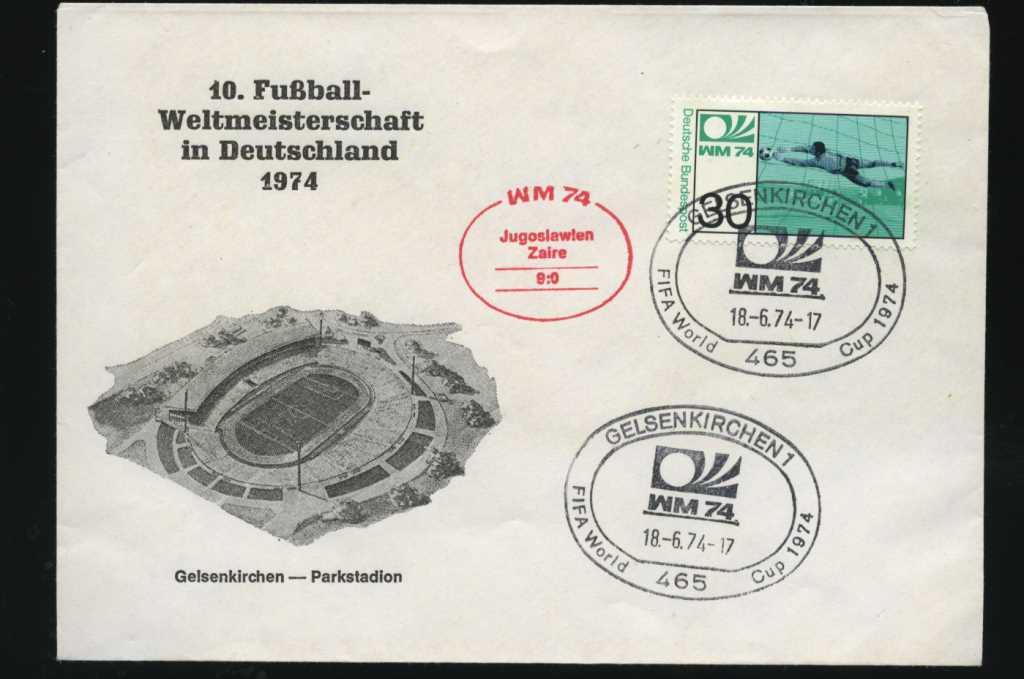 10. Fußball-
Weltmeisterschaft
in Deutschland
1974
WM 74
Jugoslawien
Zaire
9:0
Deutsche Bundespost
WM 74
30
GELSENKIRCHEN 1
WM 74
18.-6.74-17
FIFA World Cup 1974
465
GELSENKIRCHEN 1
WM 74
18.-6.74-17
FIFA World Cup 1974
465
Gelsenkirchen — Parkstadion